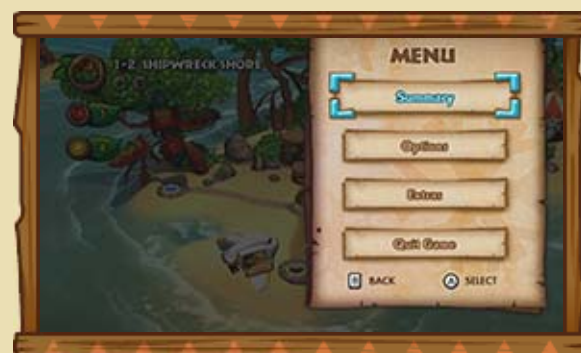 1-2 SHIPWRECK SHORE
MENU
Summary
Options
Extras
Quit Game
BACK
A SELECT